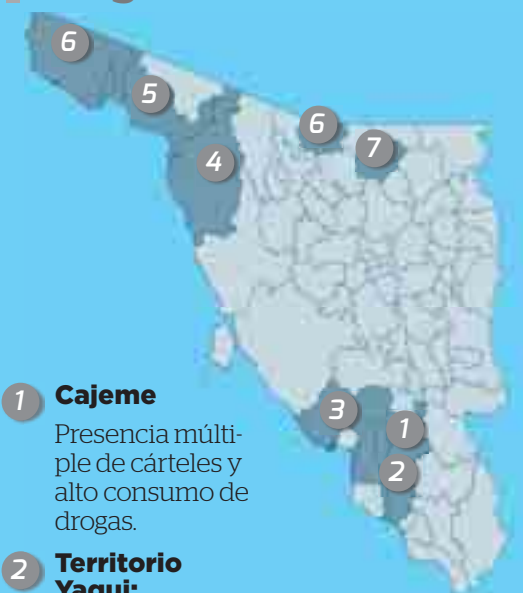 6
5
6
7
4
3
1
2
1 Cajeme
Presencia múlti-
ple de cárteles y
alto consumo de
drogas.
2 Territorio
Yaqui: